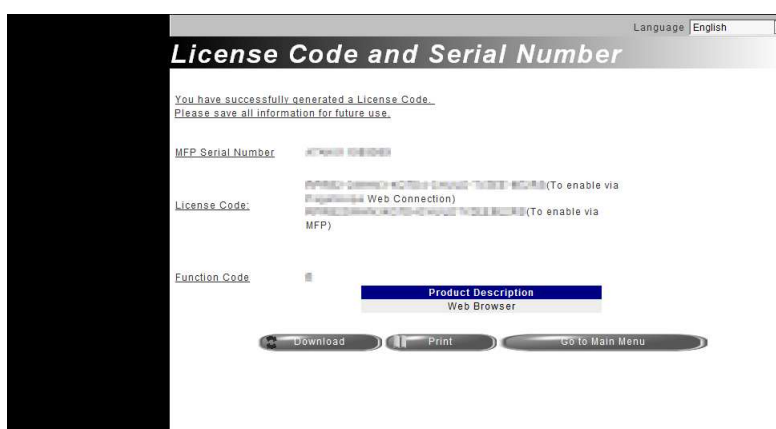 Language English
License Code and Serial Number
You have successfully generated a License Code.
Please save all information for future use.
MFP Serial Number
(To enable via
License Code:
Web Connection)
(To enable via
MFP)
Function Code
Product Description
Web Browser
Download Print Go to Main Menu